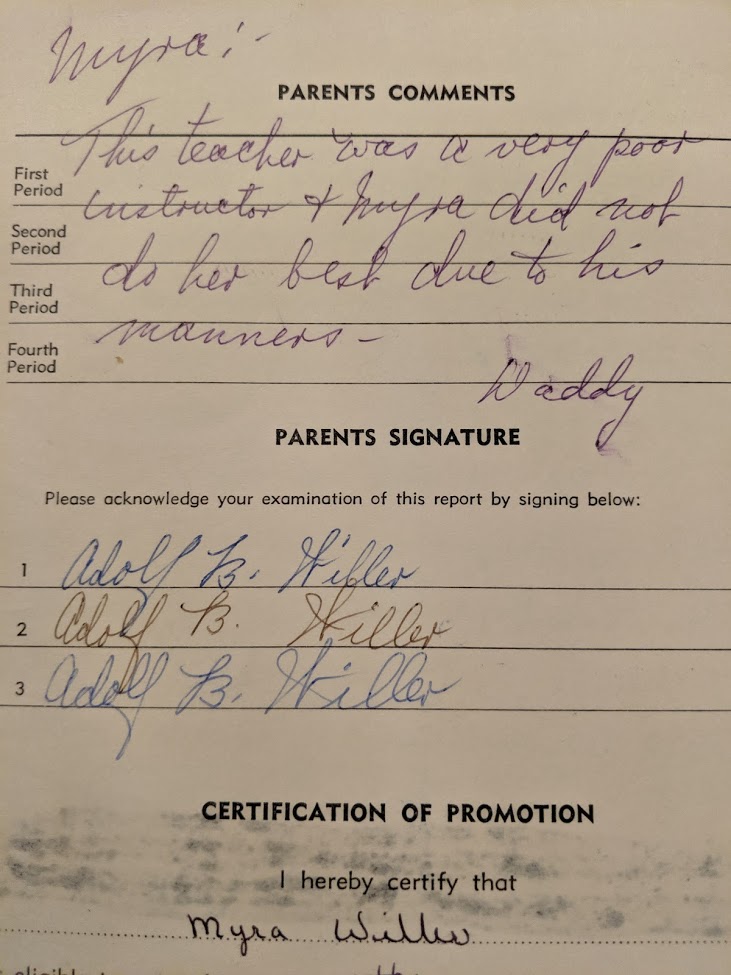 Myra:-
PARENTS COMMENTS
This teacher was a very poor
First
Period
instructor & Myra did not
Second
Period
do her best due to his
Third
Period
manners-
Fourth
Period
Daddy
PARENTS SIGNATURE
Please acknowledge your examination of this report by signing below:
1 Adolf B. Willer
2 Adolf B. Willer
3 Adolf B. Willer
CERTIFICATION OF PROMOTION
I hereby certify that
Myra Willer